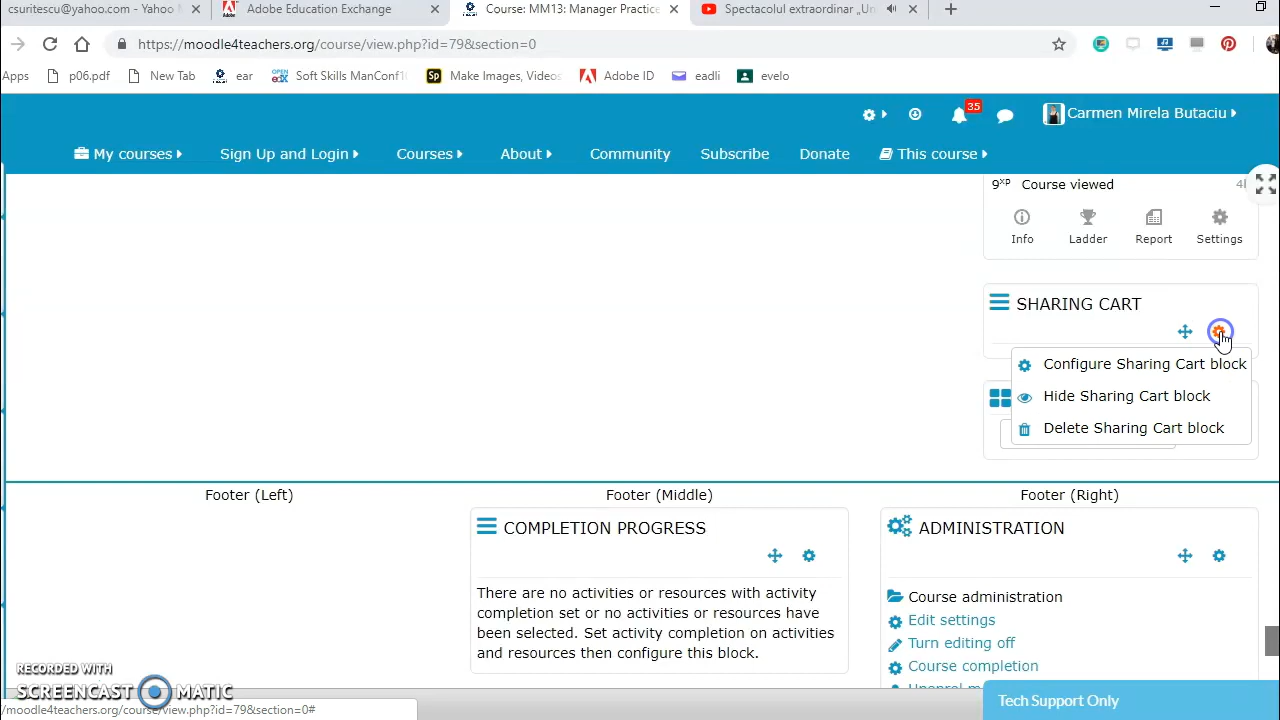 csuritescu@yahoo.com - Yahoo M
Adobe Education Exchange
Course: MM13: Manager Practice
Spectacolul extraordinar „Un
https://moodle4teachers.org/course/view.php?id=79&section=0
Apps
p06.pdf
New Tab
ear
OPEN edX
Soft Skills ManConf1
Sp
Make Images, Videos
Adobe ID
eadli
evelo
35
Carmen Mirela Butaciu
My courses
Sign Up and Login
Courses
About
Community
Subscribe
Donate
This course
9xp Course viewed
Info
Ladder
Report
Settings
SHARING CART
Configure Sharing Cart block
Hide Sharing Cart block
Delete Sharing Cart block
Footer (Left)
Footer (Middle)
Footer (Right)
COMPLETION PROGRESS
There are no activities or resources with activity
completion set or no activities or resources have
been selected. Set activity completion on activities
and resources then configure this block.
ADMINISTRATION
Course administration
Edit settings
Turn editing off
Course completion
Tech Support Only
RECORDED WITH
SCREENCAST MATIC
https://moodle4teachers.org/course/view.php?id=79&section=0#